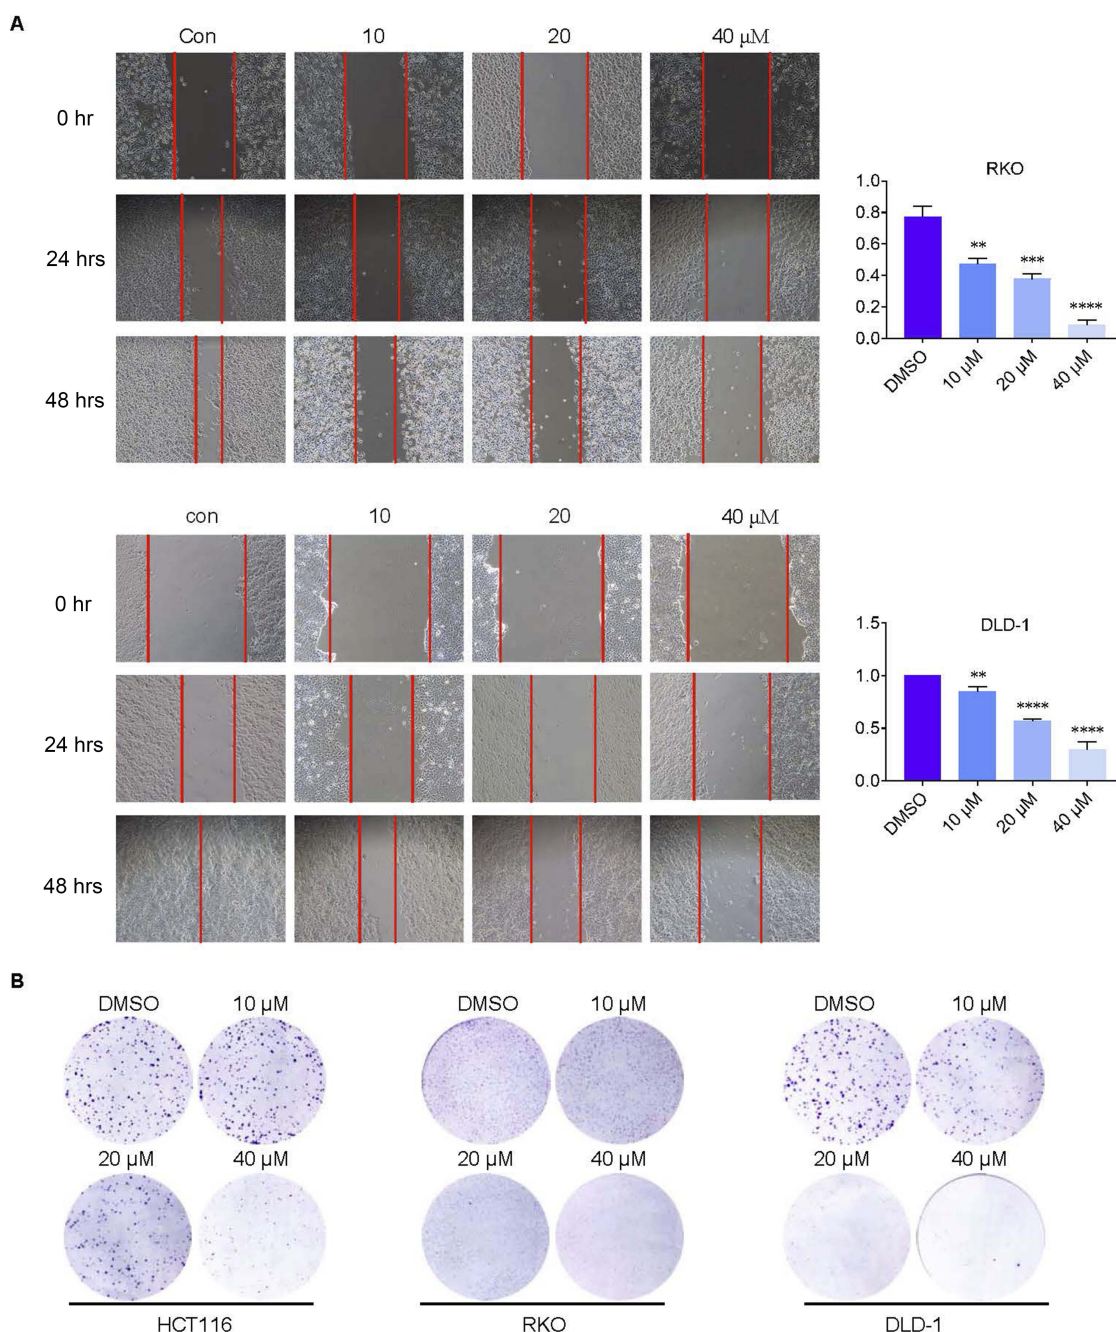 A
Con 10 20 40 μM
0 hr
24 hrs
48 hrs
RKO
1.0
0.8
0.6
0.4
0.2
0.0
** *** ****
DMSO 10 μM 20 μM 40 μM
con 10 20 40 μM
0 hr
24 hrs
48 hrs
DLD-1
1.5
1.0
0.5
0.0
** **** ****
DMSO 10 μM 20 μM 40 μM
B
DMSO 10 μM DMSO 10 μM DMSO 10 μM
20 μM 40 μM 20 μM 40 μM 20 μM 40 μM
HCT116 RKO DLD-1